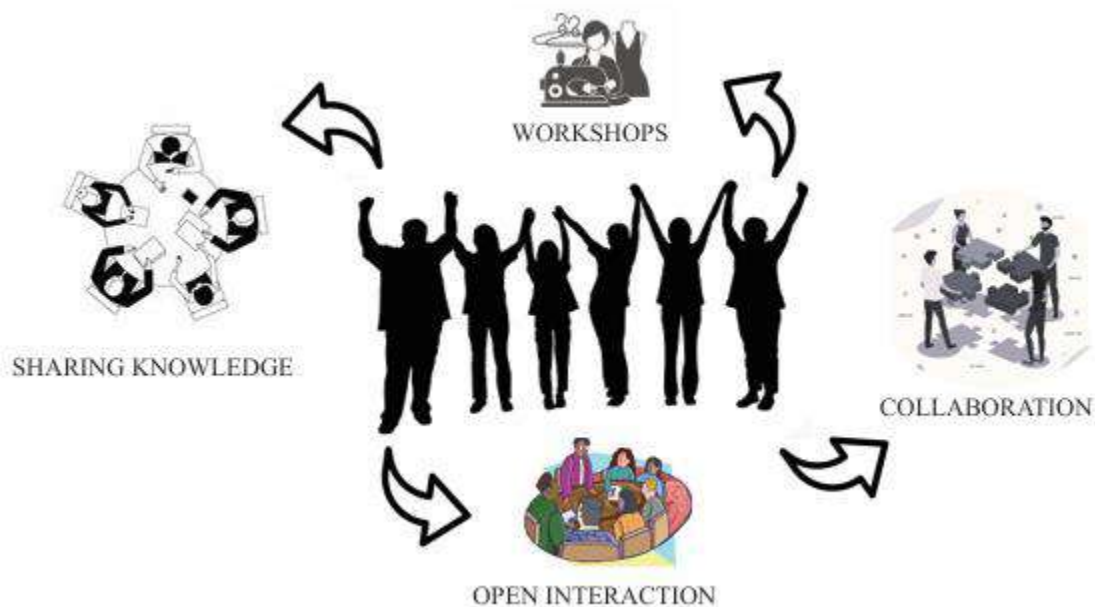 WORKSHOPS
SHARING KNOWLEDGE
COLLABORATION
OPEN INTERACTION